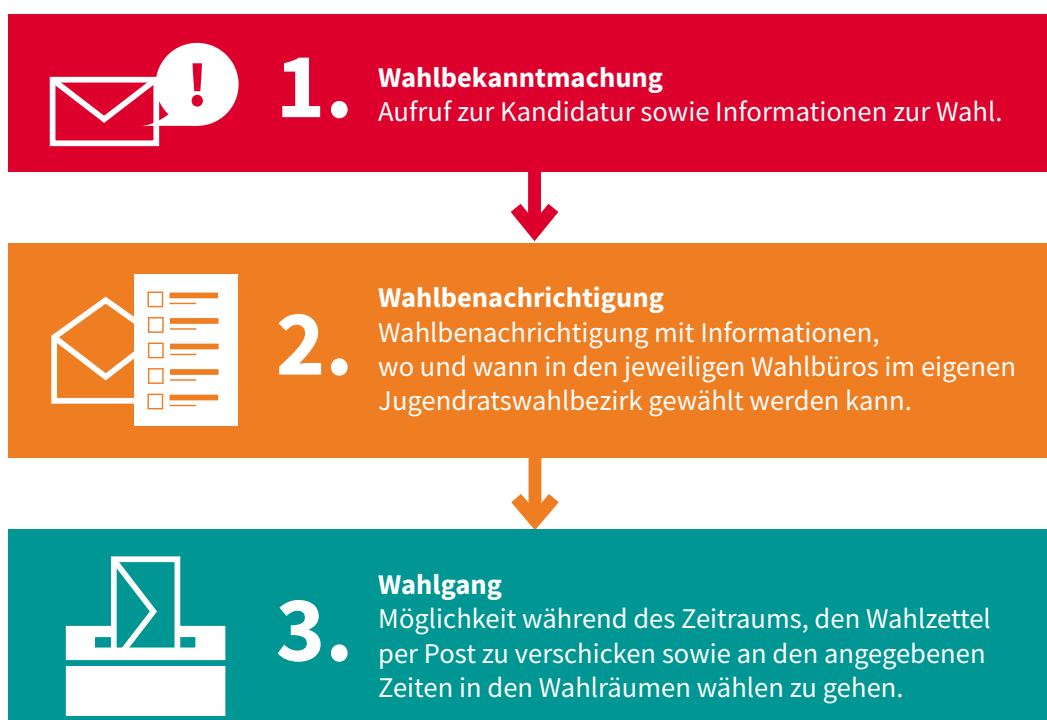 !
1.
Wahlbekanntmachung
Aufruf zur Kandidatur sowie Informationen zur Wahl.
2.
Wahlbenachrichtigung
Wahlbenachrichtigung mit Informationen,
wo und wann in den jeweiligen Wahlbüros im eigenen
Jugendratswahlbezirk gewählt werden kann.
3.
Wahlgang
Möglichkeit während des Zeitraums, den Wahlzettel
per Post zu verschicken sowie an den angegebenen
Zeiten in den Wahlräumen wählen zu gehen.